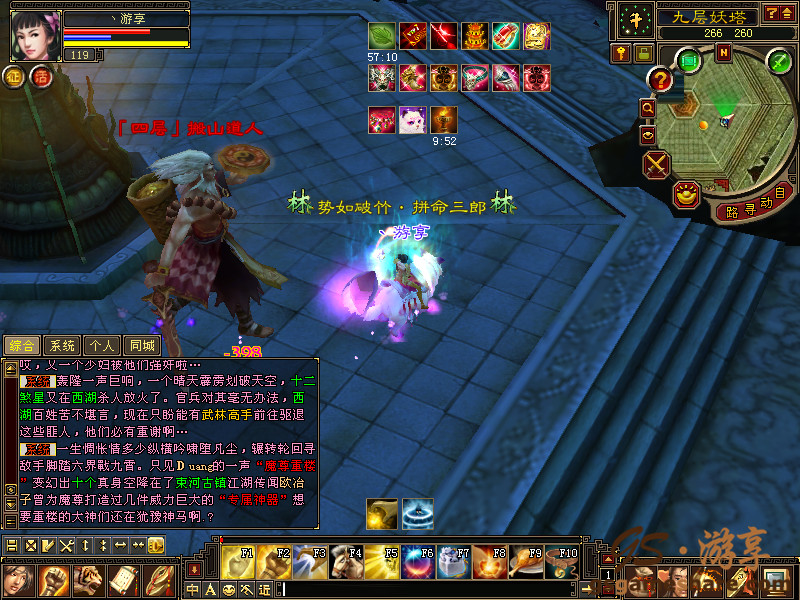 丶游享
119
征
活
57:10
9:52
九层妖塔
266 260
?
N
自动寻路
「四层」搬山道人
林势如破竹·拼命三郎林
丶游享
-398
综合 系统 个人 同城
哎，又一个少妇被他们强奸啦…
系统轰隆一声巨响，一个晴天霹雳划破天空，十二
煞星又在西湖杀人放火了。官兵对其毫无办法，西
湖百姓苦不堪言，现在只盼能有武林高手前往驱退
这些匪人，他们必有重谢啊…
系统一生惆怅情多少纵横吟啸堕凡尘，辗转轮回寻
敌手脚踏六界战九霄。只见Duang的一声“魔尊重楼
”变幻出十个真身空降在了束河古镇江湖传闻欧冶
子曾为魔尊打造过几件威力巨大的“专属神器”想
要重楼的大神们还在犹豫神马啊.?
F1 F2 F3 F4 F5 F6 F7 F8 F9 F10
中 A 近
1
GS·游享